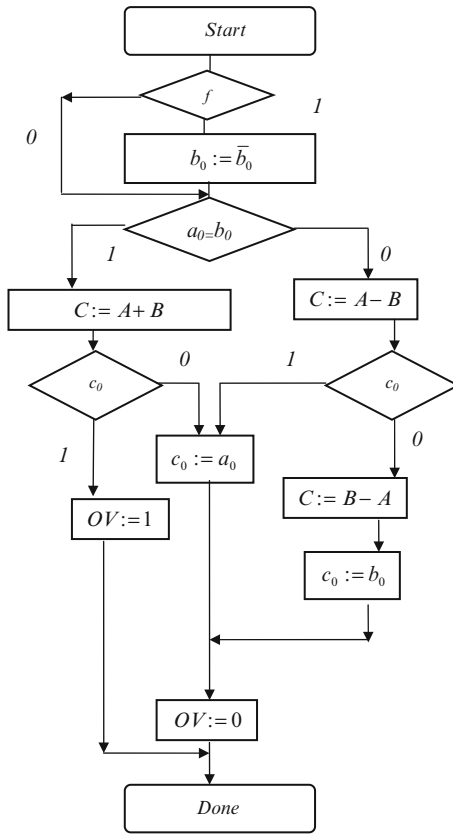 Start
f
1
0
b₀ := b̅₀
a₀=b₀
1
0
C := A + B
C := A − B
c₀
0
1
c₀
1
c₀ := a₀
0
OV := 1
C := B − A
c₀ := b₀
OV := 0
Done